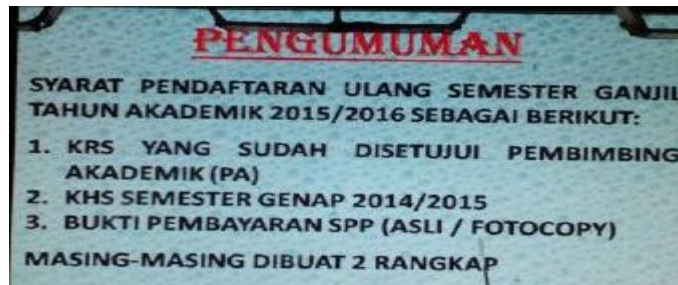 PENGUMUMAN
SYARAT PENDAFTARAN ULANG SEMESTER GANJIL
TAHUN AKADEMIK 2015/2016 SEBAGAI BERIKUT:
1. KRS YANG SUDAH DISETUJUI PEMBIMBING
AKADEMIK (PA)
2. KHS SEMESTER GENAP 2014/2015
3. BUKTI PEMBAYARAN SPP (ASLI / FOTOCOPY)
MASING-MASING DIBUAT 2 RANGKAP